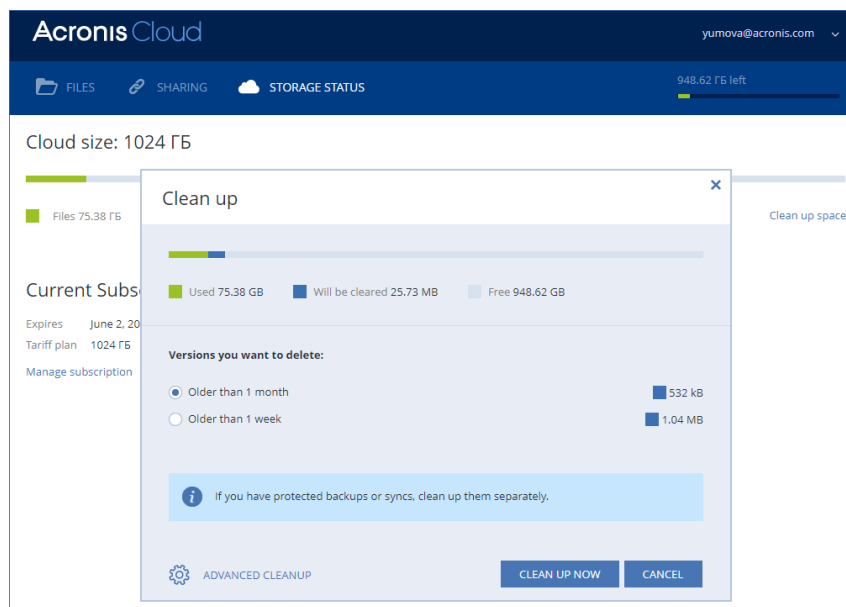 Acronis Cloud
yumova@acronis.com
FILES
SHARING
STORAGE STATUS
948.62 ГБ left
Cloud size: 1024 ГБ
Files 75.38 ГБ
Clean up space
Current Subs
Expires June 2, 20
Tariff plan 1024 ГБ
Manage subscription
Clean up
Used 75.38 GB
Will be cleared 25.73 MB
Free 948.62 GB
Versions you want to delete:
Older than 1 month 532 kB
Older than 1 week 1.04 MB
If you have protected backups or syncs, clean up them separately.
ADVANCED CLEANUP
CLEAN UP NOW
CANCEL